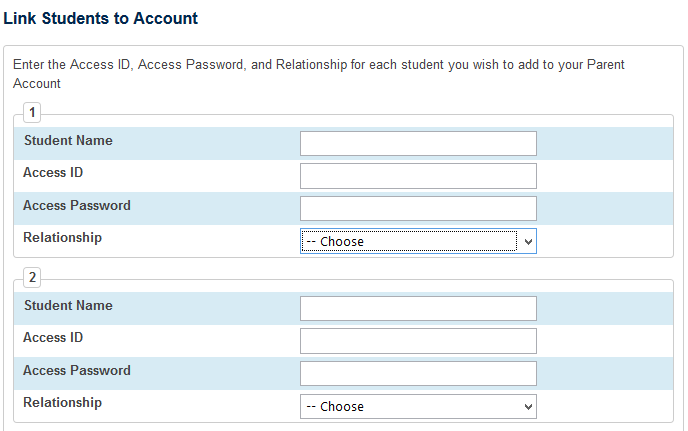 Link Students to Account
Enter the Access ID, Access Password, and Relationship for each student you wish to add to your Parent
Account
1
Student Name
Access ID
Access Password
Relationship -- Choose
2
Student Name
Access ID
Access Password
Relationship -- Choose